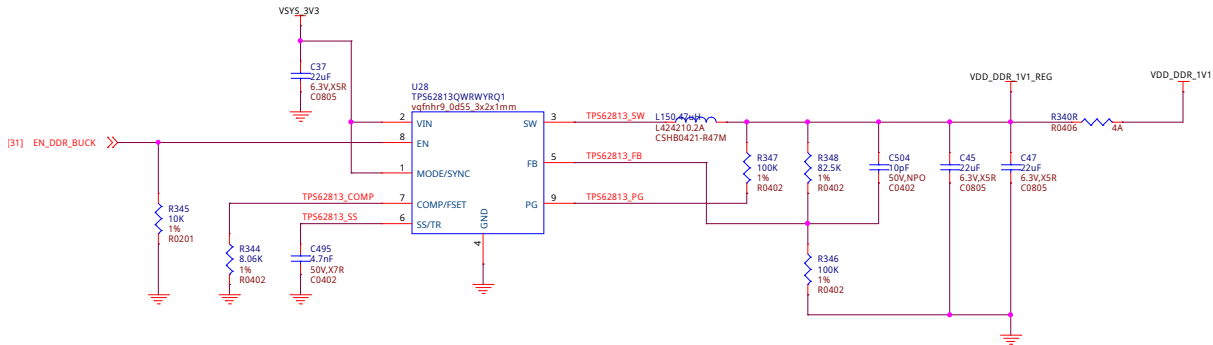 VSYS_3V3
C37
22uF
6.3V,X5R
C0805
U28
TPS62813QWRWYRQ1
vqfnhr9_0d55_3x2x1mm
2
VIN
8
EN
1
MODE/SYNC
7
COMP/FSET
6
SS/TR
GND
4
SW
3
FB
5
PG
9
[31] EN_DDR_BUCK
R345
10K
1%
R0201
TPS62813_COMP
TPS62813_SS
R344
8.06K
1%
R0402
C495
4.7nF
50V,X7R
C0402
TPS62813_SW
TPS62813_FB
TPS62813_PG
L424210.2A
CSHB0421-R47M
R347
100K
1%
R0402
R348
82.5K
1%
R0402
C504
10pF
50V,NPO
C0402
R346
100K
1%
R0402
C45
22uF
6.3V,X5R
C0805
C47
22uF
6.3V,X5R
C0805
VDD_DDR_1V1_REG
R340R
R0406
4A
VDD_DDR_1V1